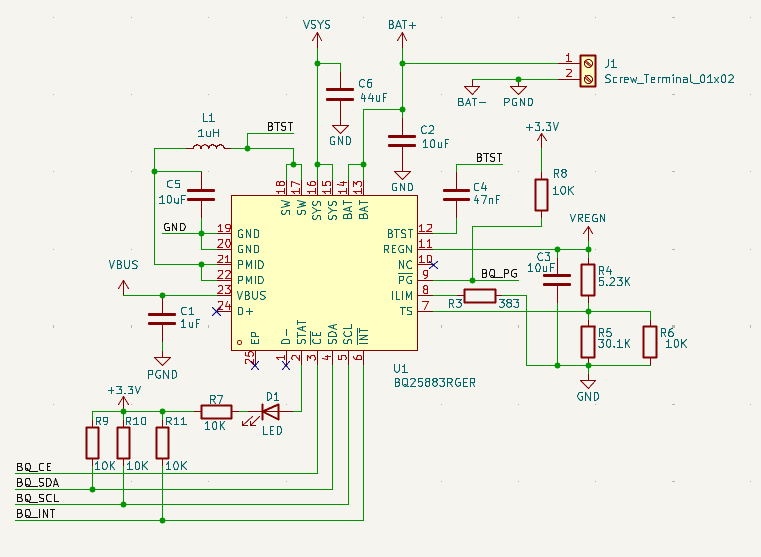 VSYS
BAT+
C6
44uF
GND
1
2
J1
Screw_Terminal_01x02
BAT-
PGND
L1
1uH
BTST
C2
10uF
GND
+3.3V
BTST
R8
10K
C5
10uF
C4
47nF
GND
VREGN
18 17 16 15 14 13
SW SW SYS SYS BAT BAT
19 GND
20 GND
21 PMID
22 PMID
23 VBUS
24 D+
BTST 12
REGN 11
NC 10
PG 9
ILIM 8
TS 7
BQ_PG
C3
10uF
R4
5.23K
R3
383
VBUS
C1
1uF
PGND
R5
30.1K
R6
10K
GND
EP D- STAT CE SDA SCL INT
25 1 2 3 4 5 6
U1
BQ25883RGER
+3.3V
R7
10K
D1
LED
R9
10K
R10
10K
R11
10K
BQ_CE
BQ_SDA
BQ_SCL
BQ_INT